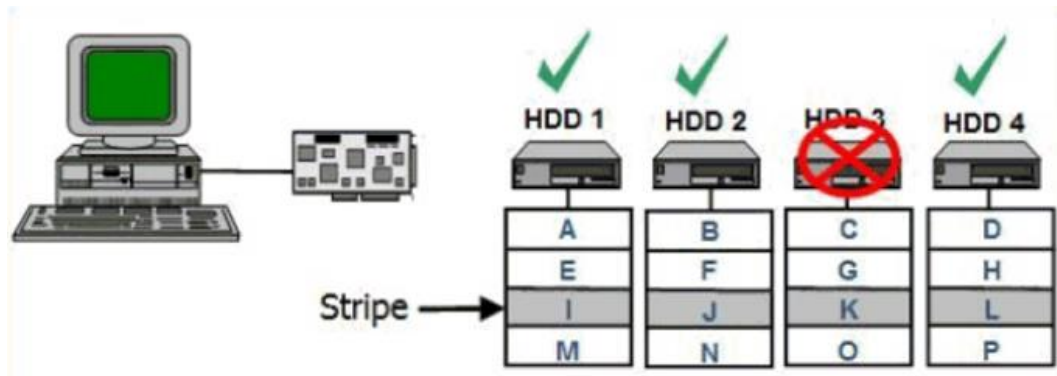 HDD 1 HDD 2 HDD 3 HDD 4
A B C D
E F G H
Stripe I J K L
M N O P